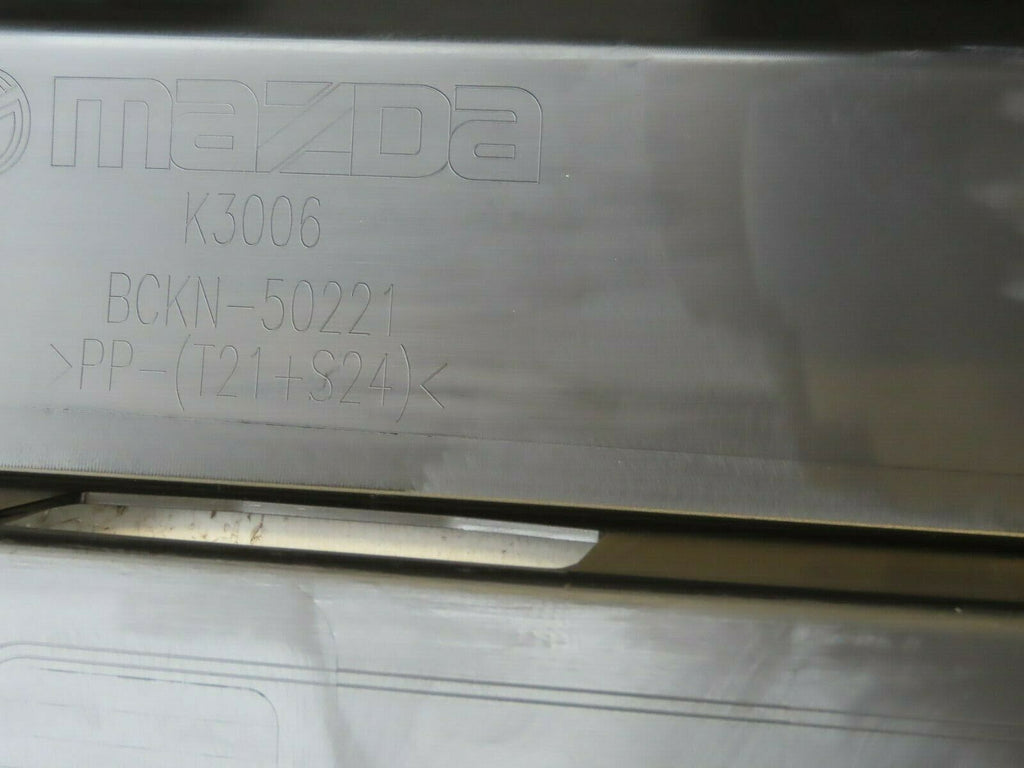 mazda
K3006
BCKN-50221
>PP-(T21+S24)<